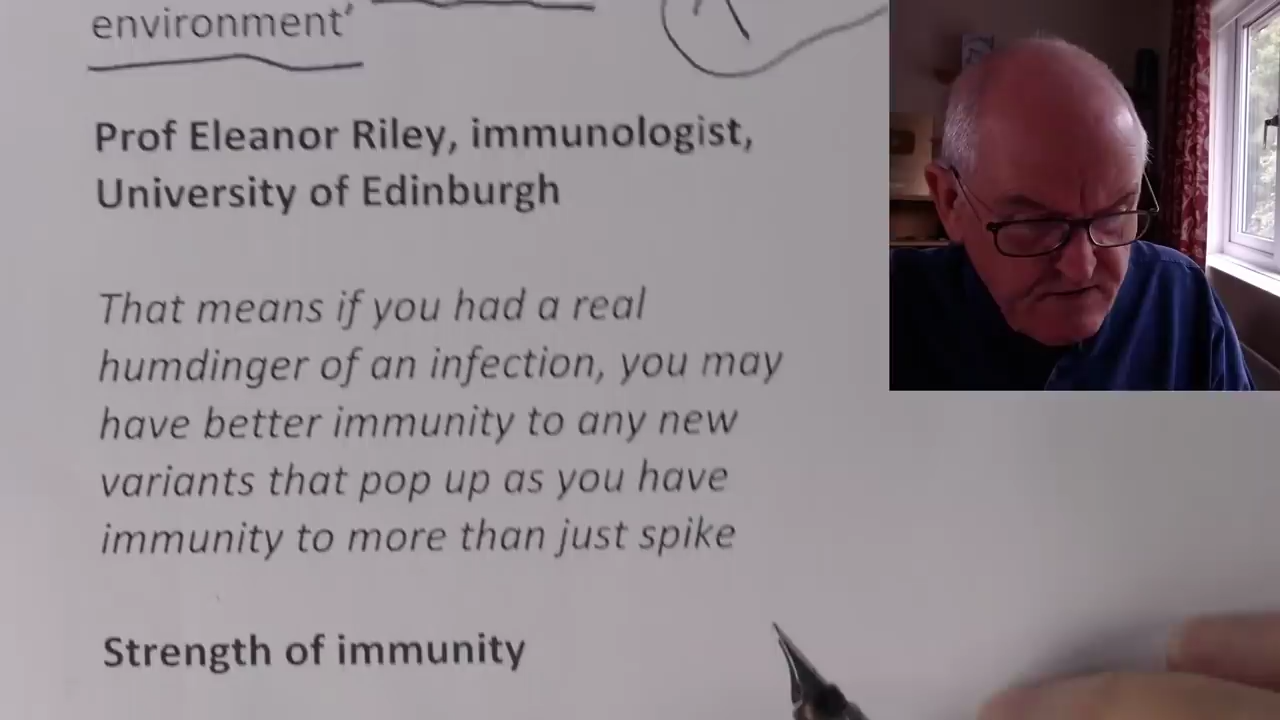 environment'
Prof Eleanor Riley, immunologist,
University of Edinburgh
That means if you had a real
humdinger of an infection, you may
have better immunity to any new
variants that pop up as you have
immunity to more than just spike
Strength of immunity